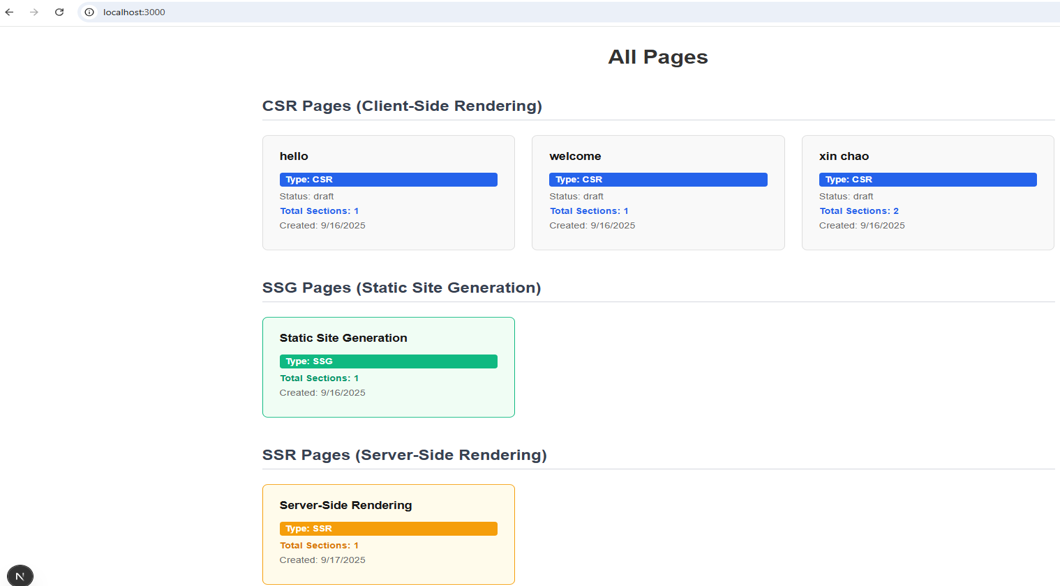 localhost:3000
All Pages
CSR Pages (Client-Side Rendering)
hello
Type: CSR
Status: draft
Total Sections: 1
Created: 9/16/2025
welcome
Type: CSR
Status: draft
Total Sections: 1
Created: 9/16/2025
xin chao
Type: CSR
Status: draft
Total Sections: 2
Created: 9/16/2025
SSG Pages (Static Site Generation)
Static Site Generation
Type: SSG
Total Sections: 1
Created: 9/16/2025
SSR Pages (Server-Side Rendering)
Server-Side Rendering
Type: SSR
Total Sections: 1
Created: 9/17/2025
N